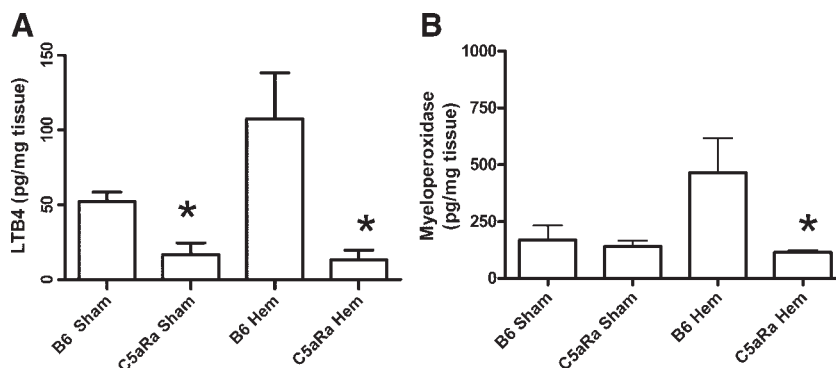 A
LTB4 (pg/mg tissue)
150
100
50
0
*
*
B6 Sham
C5aRa Sham
B6 Hem
C5aRa Hem
B
Myeloperoxidase
(pg/mg tissue)
1000
750
500
250
0
*
B6 Sham
C5aRa Sham
B6 Hem
C5aRa Hem